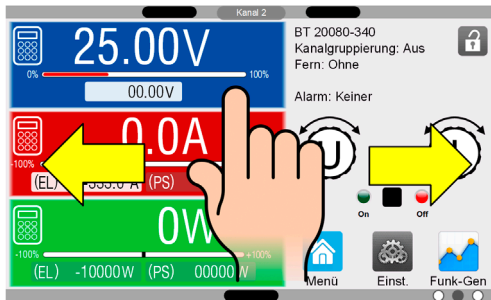 Kanal 2
25.00V
0%
100%
00.00V
BT 20080-340
Kanalgruppierung: Aus
Fern: Ohne
Alarm: Keiner
0.0A
-100%
(EL)
(PS)
U
On
Off
0W
-100%
+100%
(EL) -10000W (PS) 00000W
Menü
Einst.
Funk-Gen